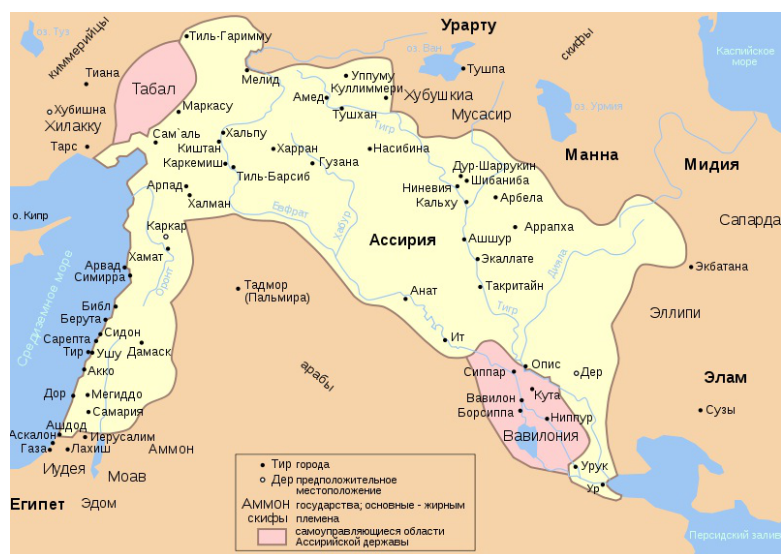 Урарту
скифы
Каспийское
море
оз. Туз
киммерийцы
Тиль-Гаримму
оз. Ван
Тушпа
Тиана
Табал
Мелид
Уппуму
Куллиммери
Амед
Хубушкиа
Тушхан
Тигр
Мусасир
оз. Урмия
Хубишна
Хилакку
Маркасу
Тарс
Сам`аль
Хальпу
Киштан
Каркемиш
Харран
Гузана
Насибина
Тиль-Барсиб
Манна
Мидия
Дур-Шаррукин
Ниневия
Шибаниба
Кальху
Арбела
Арпад
Халман
о. Кипр
Евфрат
Хабур
Каркар
Ассирия
Аррапха
Сапарда
Ашшур
Дияла
Хамат
Оронт
Арвад
Симирра
Экаллате
Экбатана
Средиземное море
Тадмор
(Пальмира)
Такритайн
Анат
Тигр
Эллипи
Библ
Берута
Сидон
Сарепта
Тир
Ушу
Дамаск
Ит
арабы
Опис
Сиппар
Дер
Акко
Дор
Мегиддо
Самария
Кута
Вавилон
Борсиппа
Ниппур
Вавилония
Элам
Сузы
Ашдод
Аскалон
Газа
Иерусалим
Лахиш
Аммон
Иудея
Моав
Египет
Эдом
Урук
Ур
Персидский залив
Тир города
Дер предположительное
местоположение
Аммон государства; основные - жирным
скифы племена
самоуправляющиеся области
Ассирийской державы